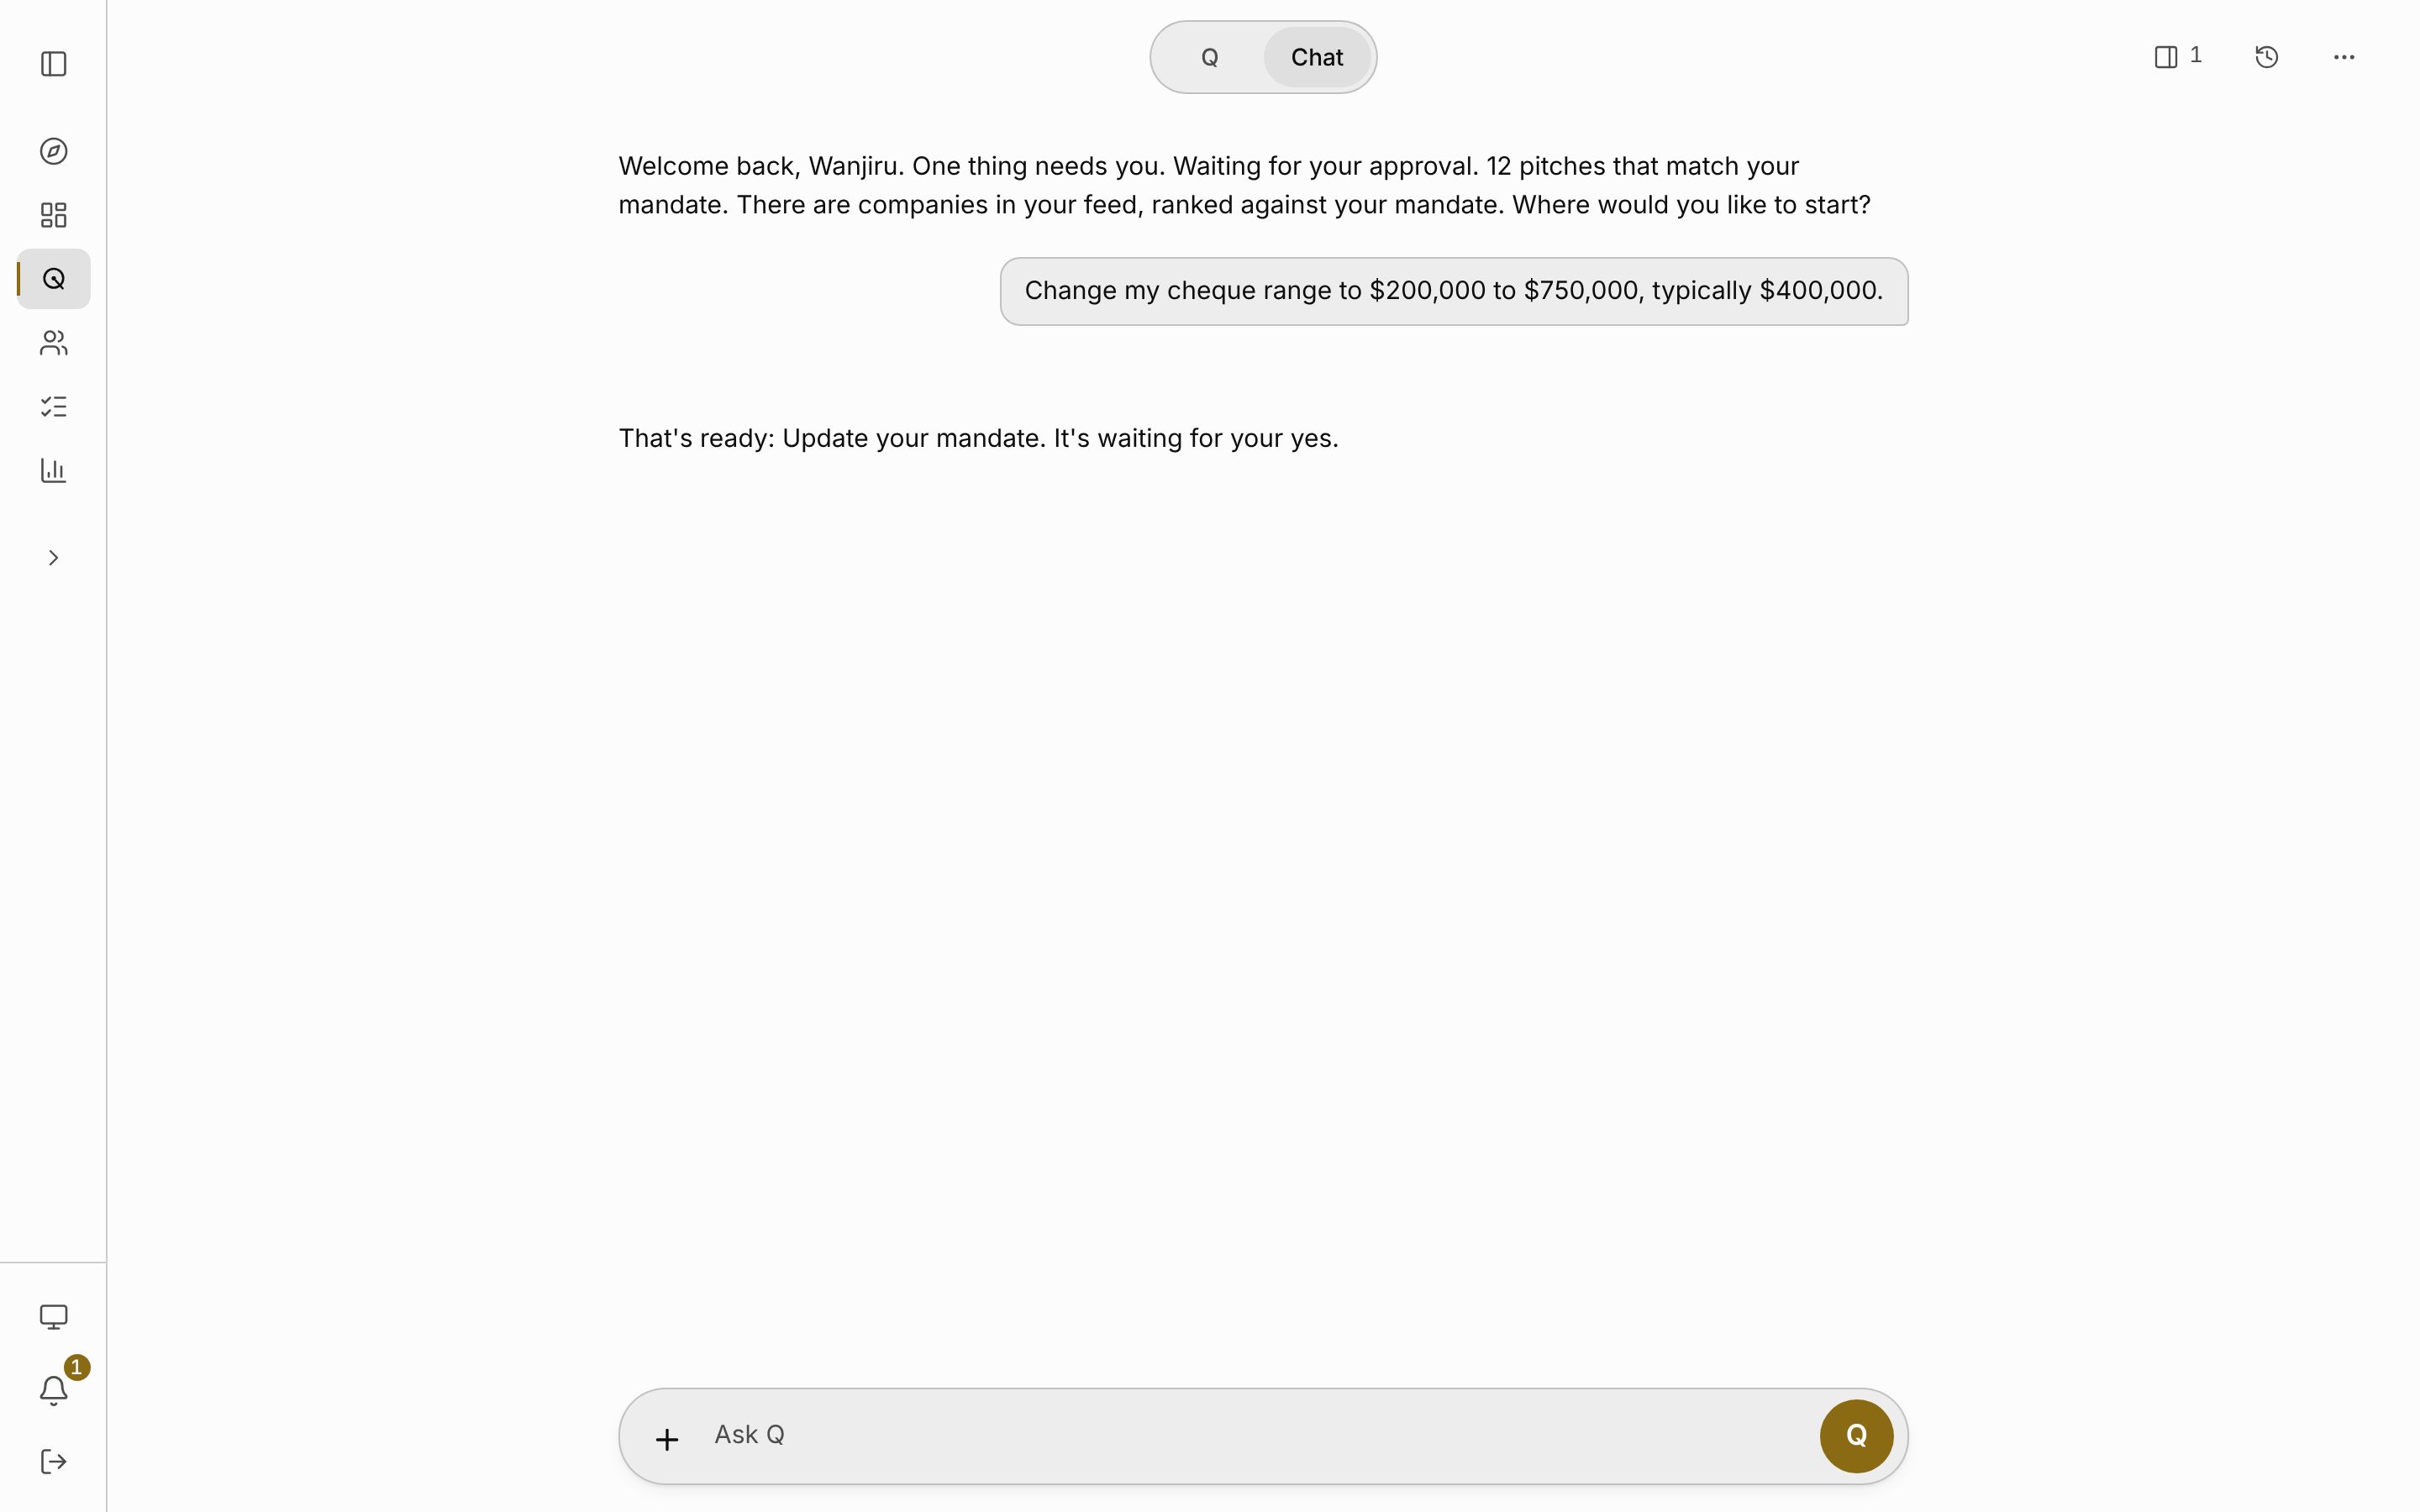 Q Chat
1
Welcome back, Wanjiru. One thing needs you. Waiting for your approval. 12 pitches that match your
mandate. There are companies in your feed, ranked against your mandate. Where would you like to start?
Change my cheque range to $200,000 to $750,000, typically $400,000.
That's ready: Update your mandate. It's waiting for your yes.
1
Ask Q
Q